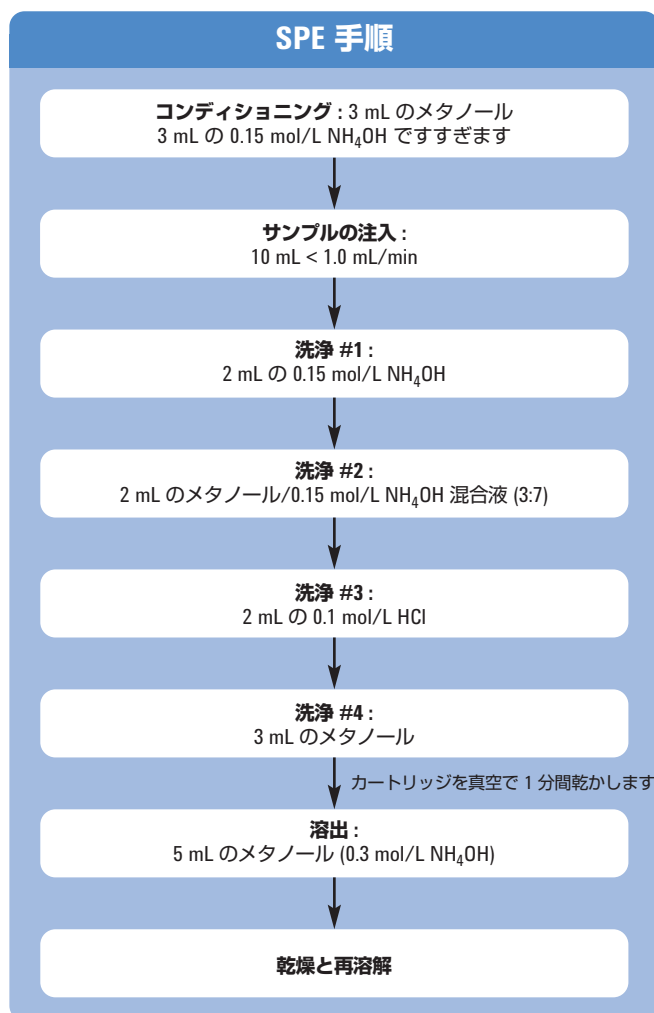 SPE 手順
コンディショニング : 3 mL のメタノール
3 mL の 0.15 mol/L NH₄OH ですすぎます
サンプルの注入 :
10 mL < 1.0 mL/min
洗浄 #1 :
2 mL の 0.15 mol/L NH₄OH
洗浄 #2 :
2 mL のメタノール/0.15 mol/L NH₄OH 混合液 (3:7)
洗浄 #3 :
2 mL の 0.1 mol/L HCl
洗浄 #4 :
3 mL のメタノール
カートリッジを真空で 1 分間乾かします
溶出 :
5 mL のメタノール (0.3 mol/L NH₄OH)
乾燥と再溶解